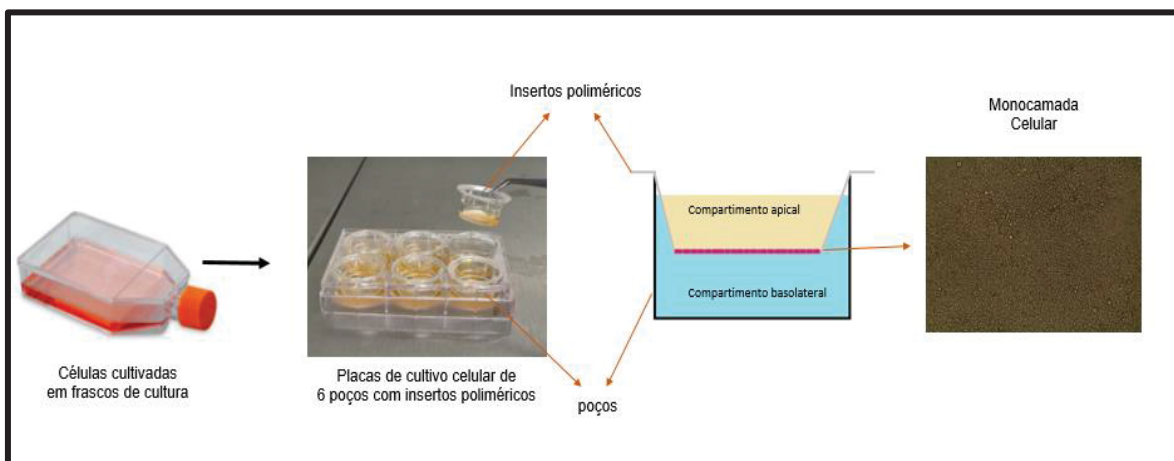 Insertos poliméricos
Monocamada
Celular
Compartimento apical
Compartimento basolateral
Células cultivadas
em frascos de cultura
Placas de cultivo celular de
6 poços com insertos poliméricos
poços